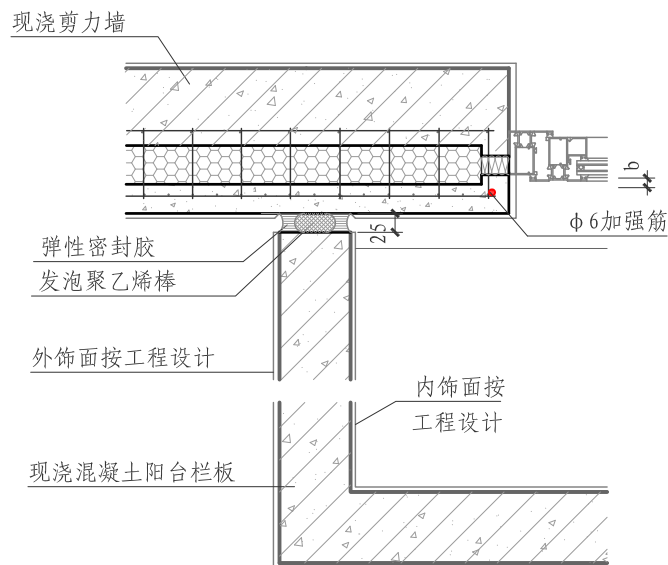 现浇剪力墙
b
φ6加强筋
25
弹性密封胶
发泡聚乙烯棒
外饰面按工程设计
内饰面按
工程设计
现浇混凝土阳台栏板